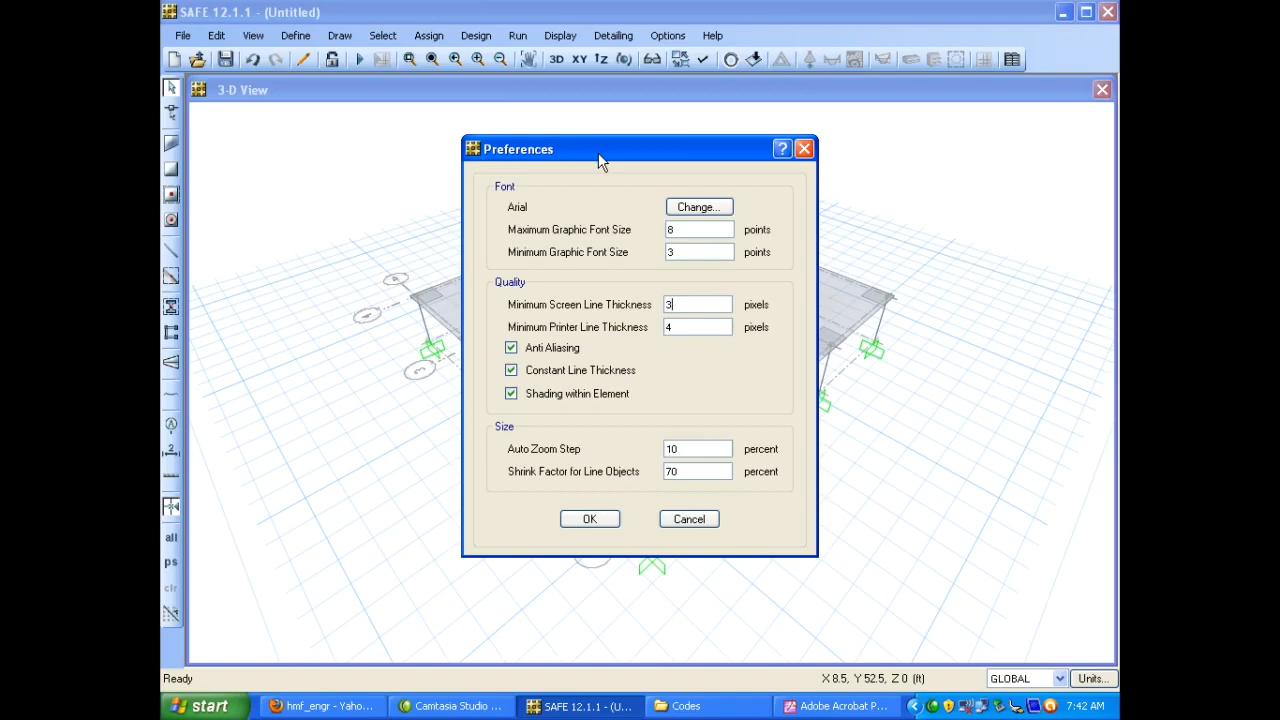 SAFE 12.1.1 - (Untitled)
File Edit View Define Draw Select Assign Design Run Display Detailing Options Help
3D XY
3-D View
Preferences
Font
Arial Change...
Maximum Graphic Font Size 8 points
Minimum Graphic Font Size 3 points
Quality
Minimum Screen Line Thickness 3 pixels
Minimum Printer Line Thickness 4 pixels
Anti Aliasing
Constant Line Thickness
Shading within Element
Size
Auto Zoom Step 10 percent
Shrink Factor for Line Objects 70 percent
OK Cancel
all
ps
clr
Ready X 8.5, Y 52.5, Z 0 (ft) GLOBAL Units...
start hmf_engr - Yaho... Camtasia Studio ... SAFE 12.1.1 - (U... Codes Adobe Acrobat P... 7:42 AM